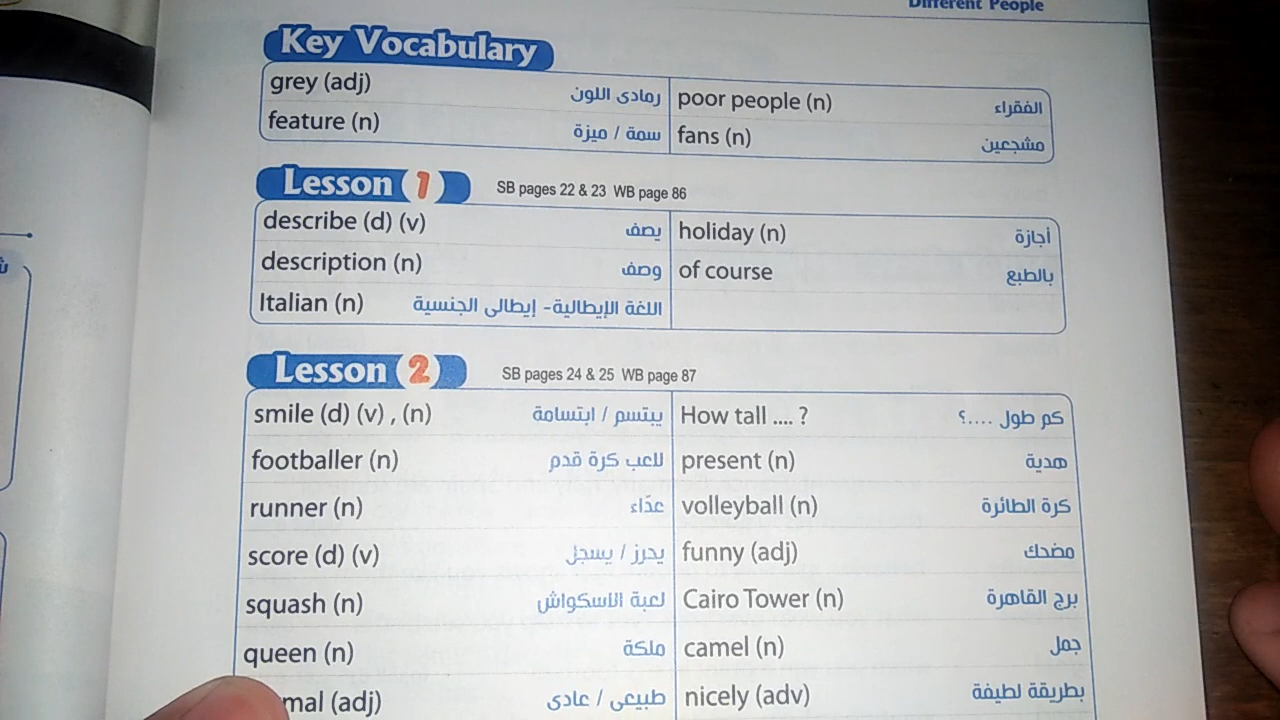 Different People
Key Vocabulary
grey (adj) رمادى اللون
feature (n) سمة / ميزة
poor people (n) الفقراء
fans (n) مشجعين
Lesson (1) SB pages 22 & 23 WB page 86
describe (d) (v) يصف
description (n) وصف
Italian (n) اللغة الإيطالية- إيطالى الجنسية
holiday (n) أجازة
of course بالطبع
Lesson (2) SB pages 24 & 25 WB page 87
smile (d) (v) , (n) يبتسم / ابتسامة
footballer (n) للعب كرة قدم
runner (n) عدّاء
score (d) (v) يحرز / يسجل
squash (n) لعبة الأسكواش
queen (n) ملكة
mal (adj) طبيعى / عادى
How tall .... ? كم طول ....؟
present (n) هدية
volleyball (n) كرة الطائرة
funny (adj) مضحك
Cairo Tower (n) برج القاهرة
camel (n) جمل
nicely (adv) بطريقة لطيفة